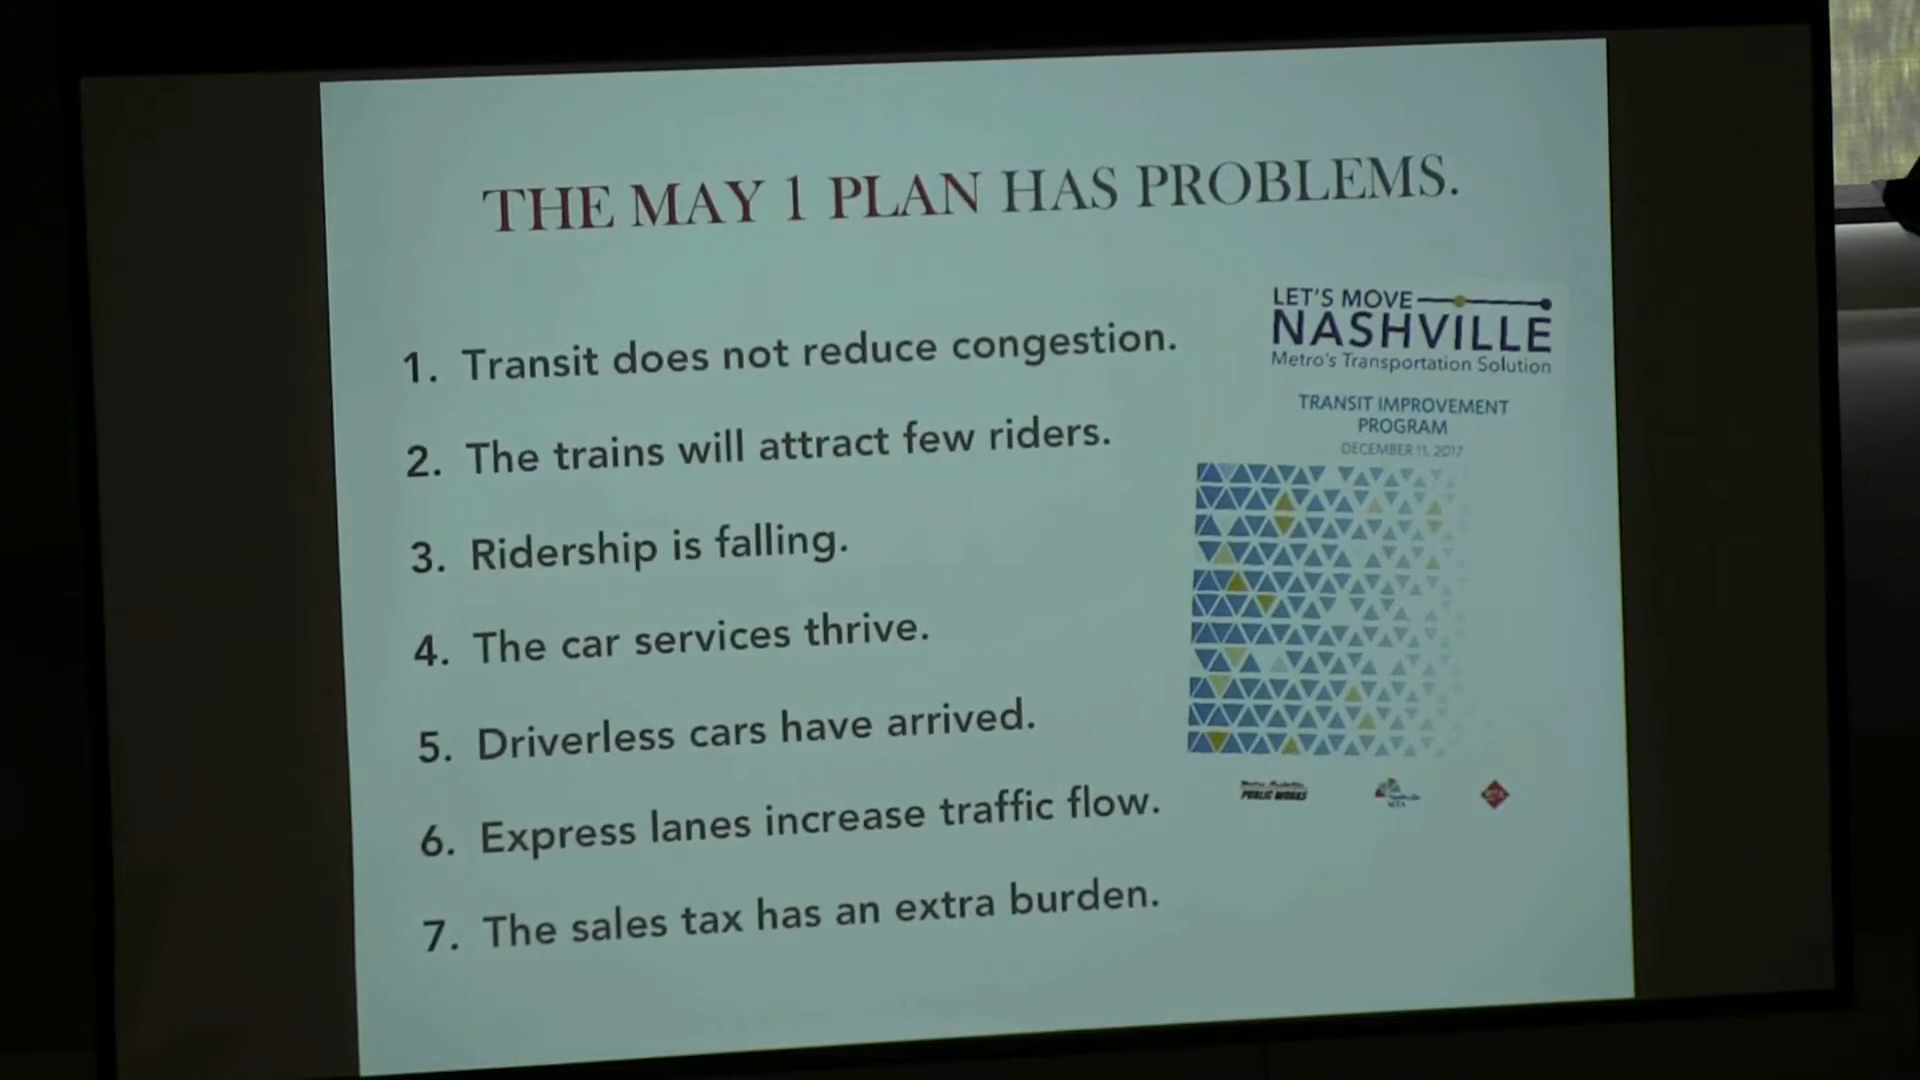 THE MAY 1 PLAN HAS PROBLEMS.
1. Transit does not reduce congestion.
2. The trains will attract few riders.
3. Ridership is falling.
4. The car services thrive.
5. Driverless cars have arrived.
6. Express lanes increase traffic flow.
7. The sales tax has an extra burden.
LET'S MOVE
NASHVILLE
Metro's Transportation Solution
TRANSIT IMPROVEMENT
PROGRAM
DECEMBER 11, 2017
PUBLIC WORKS